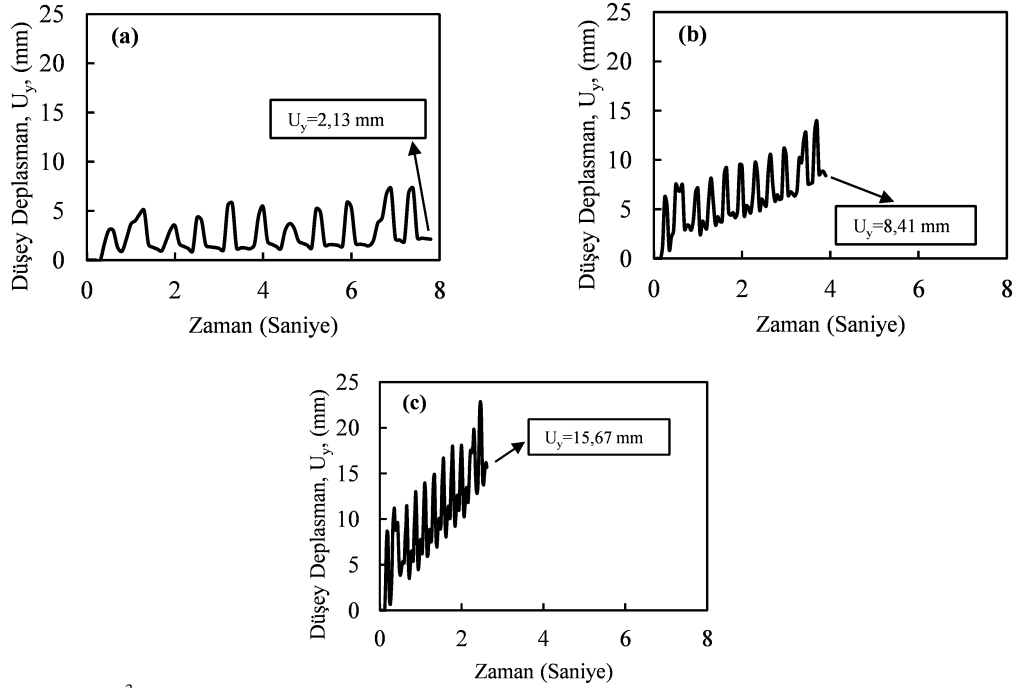 (a)
Düşey Deplasman, Uy, (mm)
25
20
15
10
5
0
Uy=2,13 mm
0 2 4 6 8
Zaman (Saniye)
(b)
Düşey Deplasman, Uy, (mm)
25
20
15
10
5
0
Uy=8,41 mm
0 2 4 6 8
Zaman (Saniye)
(c)
Düşey Deplasman, Uy, (mm)
25
20
15
10
5
0
Uy=15,67 mm
0 2 4 6 8
Zaman (Saniye)